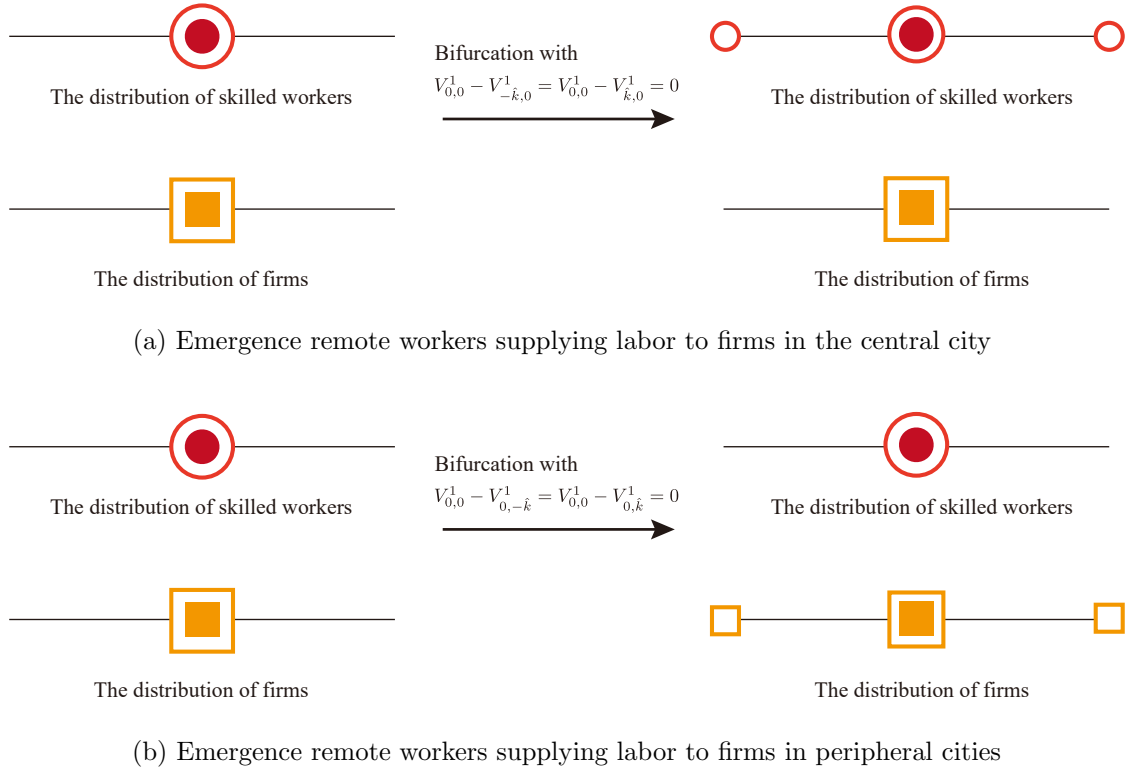 Bifurcation with
$V^1_{0,0} - V^1_{-\hat{k},0} = V^1_{0,0} - V^1_{\hat{k},0} = 0$
The distribution of skilled workers
The distribution of skilled workers
The distribution of firms
The distribution of firms
(a) Emergence remote workers supplying labor to firms in the central city
Bifurcation with
$V^1_{0,0} - V^1_{0,-\hat{k}} = V^1_{0,0} - V^1_{0,\hat{k}} = 0$
The distribution of skilled workers
The distribution of skilled workers
The distribution of firms
The distribution of firms
(b) Emergence remote workers supplying labor to firms in peripheral cities